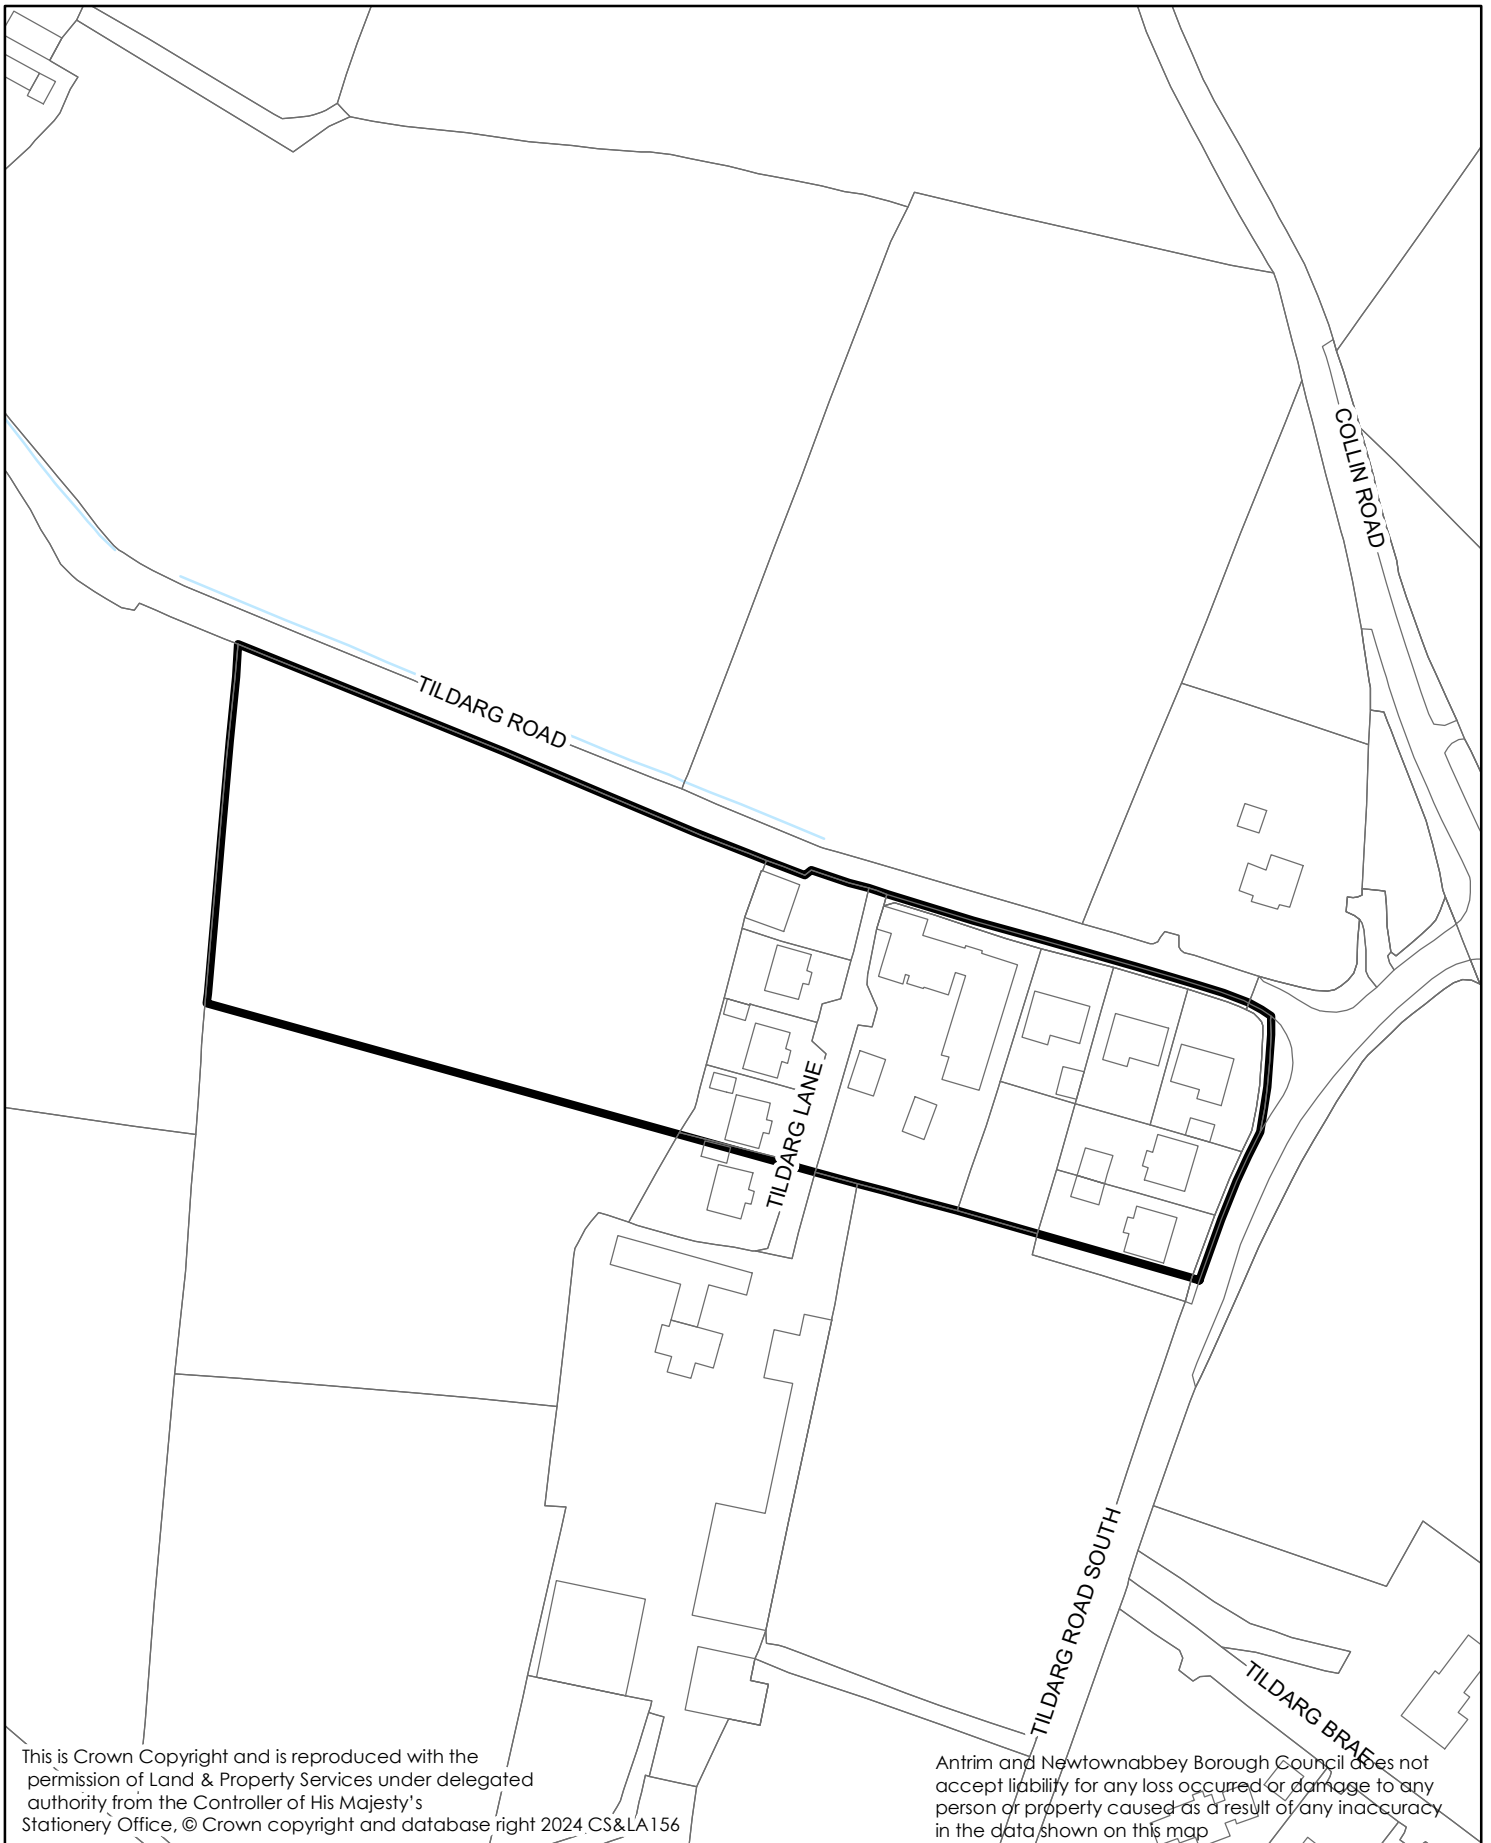 COLLIN ROAD
TILDARG ROAD
TILDARG LANE
TILDARG ROAD SOUTH
TILDARG BRAE
This is Crown Copyright and is reproduced with the
permission of Land & Property Services under delegated
authority from the Controller of His Majesty's
Stationery Office, © Crown copyright and database right 2024 CS&LA156
Antrim and Newtownabbey Borough Council does not
accept liability for any loss occurred or damage to any
person or property caused as a result of any inaccuracy
in the data shown on this map